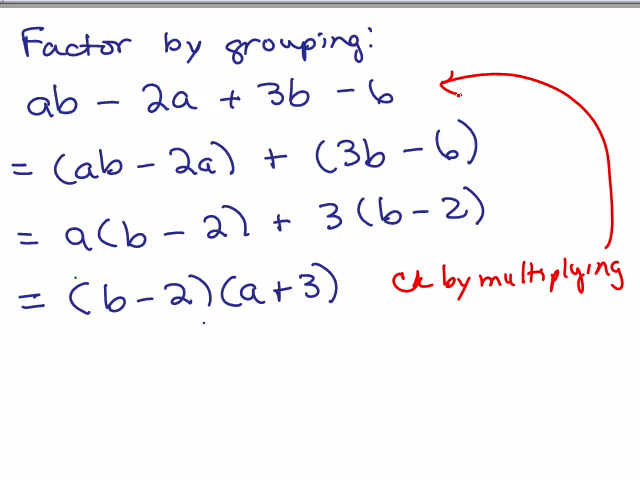 Factor by grouping:
ab - 2a + 3b - 6
= (ab - 2a) + (3b - 6)
= a(b - 2) + 3(b - 2)
= (b - 2)(a + 3)
ck by multiplying